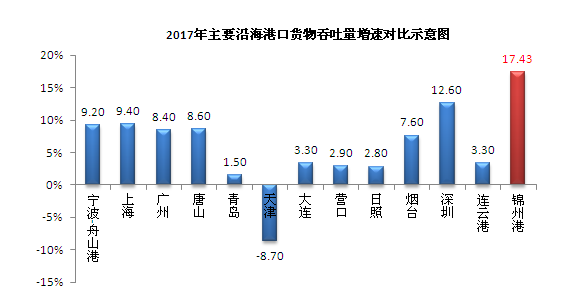 2017年主要沿海港口货物吞吐量增速对比示意图
20%
15%
10%
5%
0%
-5%
-10%
-15%
9.20
9.40
8.40
8.60
1.50
-8.70
3.30
2.90
2.80
7.60
12.60
3.30
17.43
宁波舟山港
上海
广州
唐山
青岛
天津
大连
营口
日照
烟台
深圳
连云港
锦州港